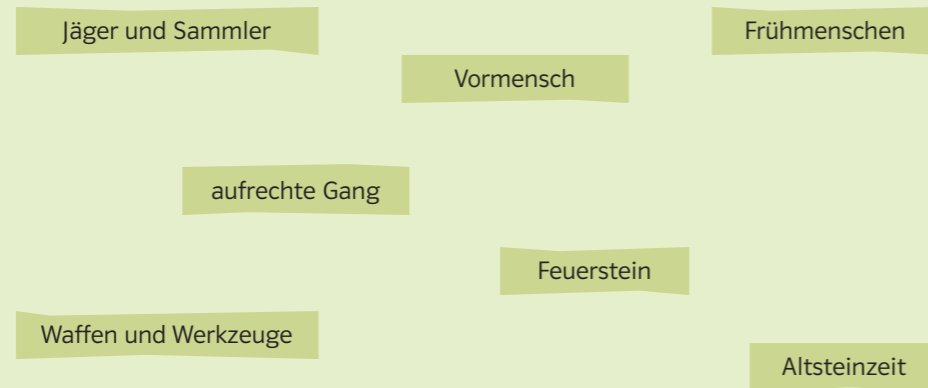 Jäger und Sammler
Frühmenschen
Vormensch
aufrechte Gang
Feuerstein
Waffen und Werkzeuge
Altsteinzeit